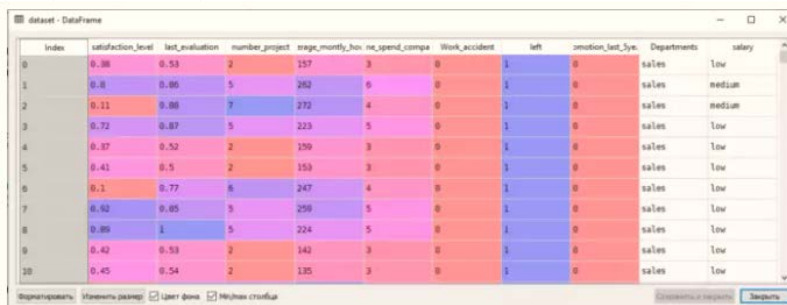 dataset - DataFrame
Index satisfaction_level last_evaluation number_project :rage_montly_hou ne_spend_compa Work_accident left omotion_last_5ye Departments salary
0 0.38 0.53 2 157 3 0 1 0 sales low
1 0.8 0.86 5 262 6 0 1 0 sales medium
2 0.11 0.88 7 272 4 0 1 0 sales medium
3 0.72 0.87 5 223 5 0 1 0 sales low
4 0.37 0.52 2 159 3 0 1 0 sales low
5 0.41 0.5 2 153 3 0 1 0 sales low
6 0.1 0.77 6 247 4 0 1 0 sales low
7 0.92 0.85 5 259 5 0 1 0 sales low
8 0.89 1 5 224 5 0 1 0 sales low
9 0.42 0.53 2 142 3 0 1 0 sales low
10 0.45 0.54 2 135 3 0 1 0 sales low
Форматировать Изменить размер Цвет фона Min/max столбца Сохранить и закрыть Закрыть